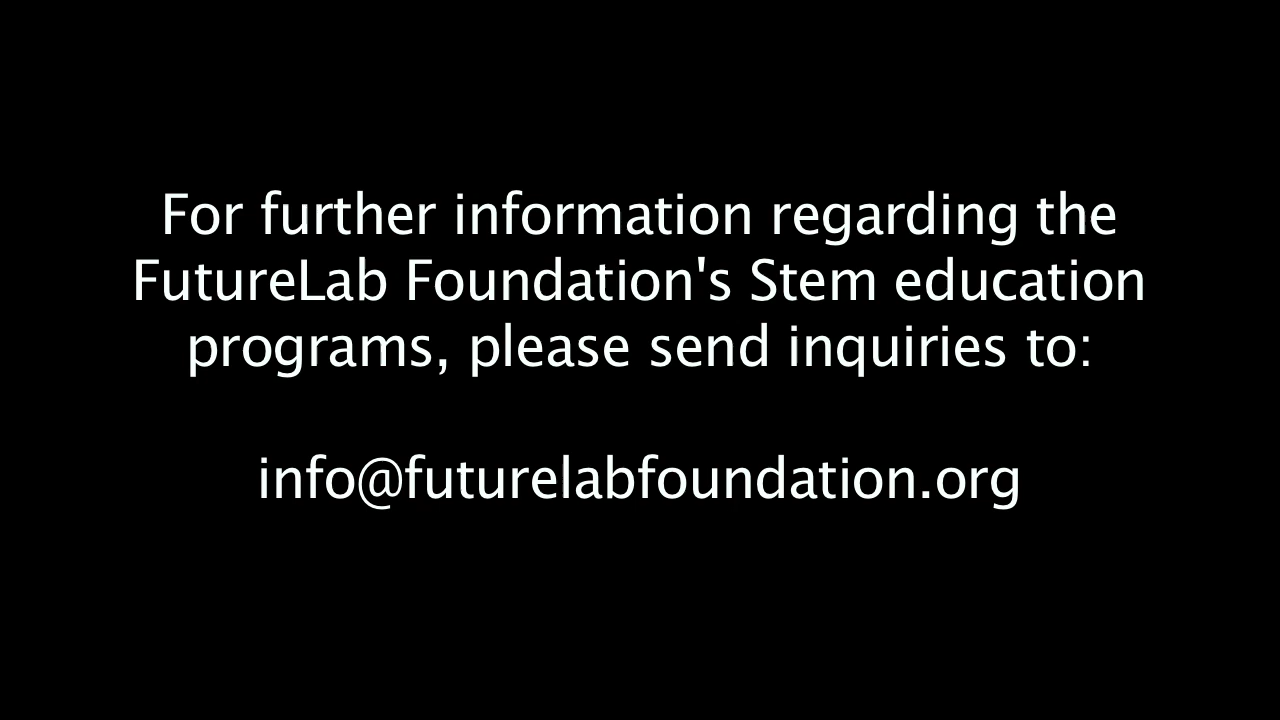 For further information regarding the
FutureLab Foundation's Stem education
programs, please send inquiries to:
info@futurelabfoundation.org